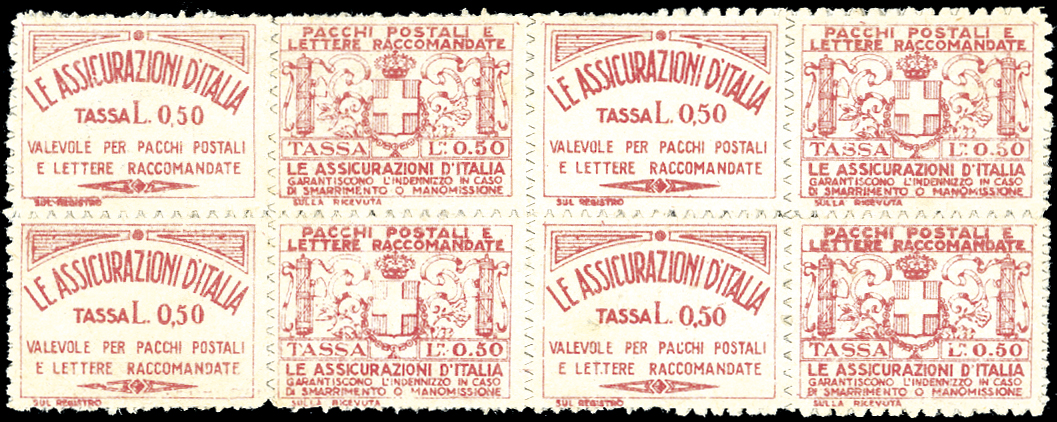 LE ASSICURAZIONI D'ITALIA
TASSA L. 0,50
VALEVOLE PER PACCHI POSTALI
E LETTERE RACCOMANDATE
SUL REGISTRO
PACCHI POSTALI E
LETTERE RACCOMANDATE
TASSA L. 0.50
LE ASSICURAZIONI D'ITALIA
GARANTISCONO L'INDENNIZZO IN CASO
DI SMARRIMENTO O MANOMISSIONE
SULLA RICEVUTA
LE ASSICURAZIONI D'ITALIA
TASSA L. 0,50
VALEVOLE PER PACCHI POSTALI
E LETTERE RACCOMANDATE
SUL REGISTRO
PACCHI POSTALI E
LETTERE RACCOMANDATE
TASSA L. 0.50
LE ASSICURAZIONI D'ITALIA
GARANTISCONO L'INDENNIZZO IN CASO
DI SMARRIMENTO O MANOMISSIONE
SULLA RICEVUTA
LE ASSICURAZIONI D'ITALIA
TASSA L. 0,50
VALEVOLE PER PACCHI POSTALI
E LETTERE RACCOMANDATE
SUL REGISTRO
PACCHI POSTALI E
LETTERE RACCOMANDATE
TASSA L. 0.50
LE ASSICURAZIONI D'ITALIA
GARANTISCONO L'INDENNIZZO IN CASO
DI SMARRIMENTO O MANOMISSIONE
SULLA RICEVUTA
LE ASSICURAZIONI D'ITALIA
TASSA L. 0,50
VALEVOLE PER PACCHI POSTALI
E LETTERE RACCOMANDATE
SUL REGISTRO
PACCHI POSTALI E
LETTERE RACCOMANDATE
TASSA L. 0.50
LE ASSICURAZIONI D'ITALIA
GARANTISCONO L'INDENNIZZO IN CASO
DI SMARRIMENTO O MANOMISSIONE
SULLA RICEVUTA